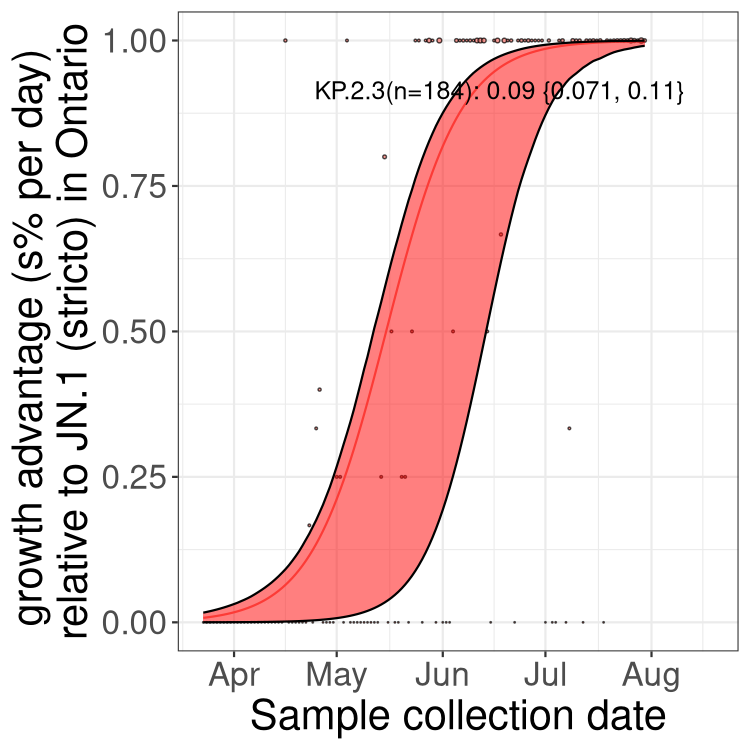 growth advantage (s% per day)
relative to JN.1 (stricto) in Ontario
1.00
0.75
0.50
0.25
0.00
KP.2.3(n=184): 0.09 {0.071, 0.11}
Apr May Jun Jul Aug
Sample collection date